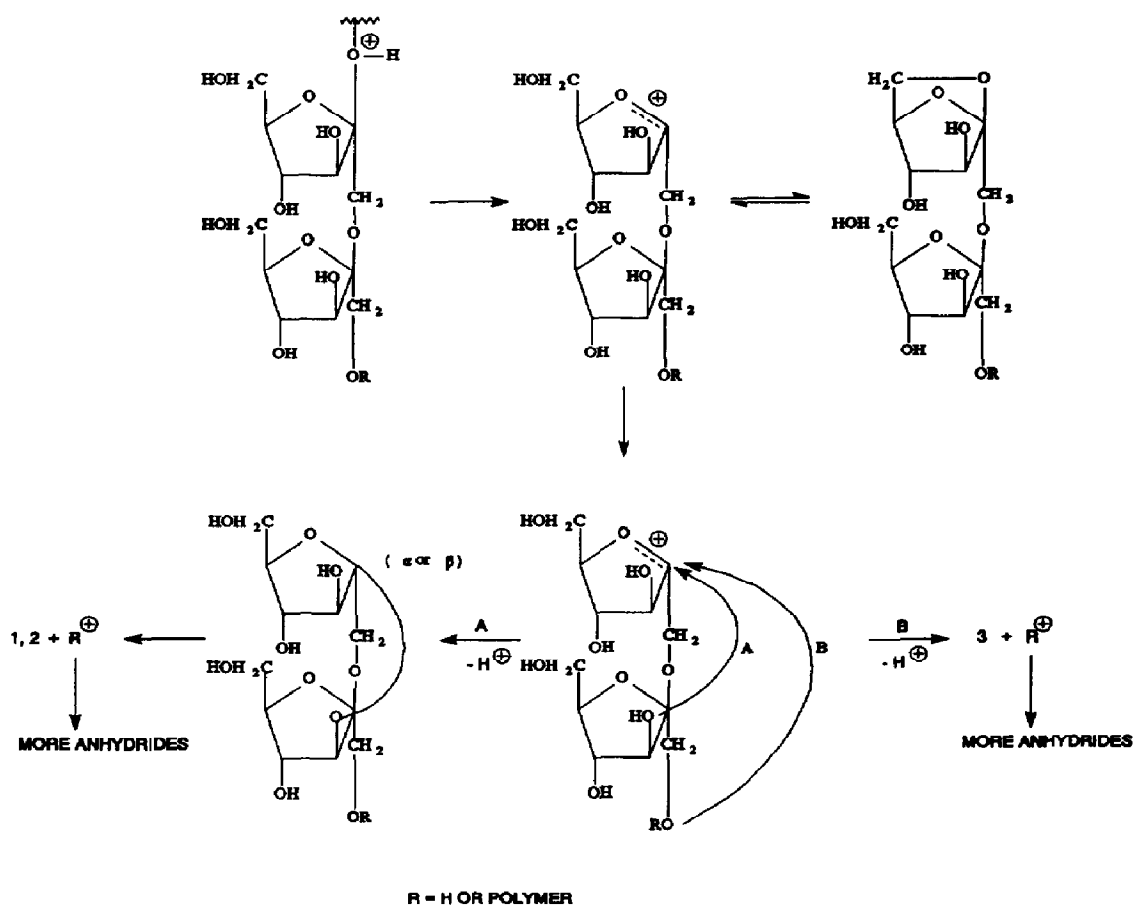 ⊕
O—H
HOH₂C
O
HO
CH₂
OH
O
HOH₂C
O
HO
CH₂
OH
OR
HOH₂C
O
⊕
HO
CH₂
OH
O
HOH₂C
O
HO
CH₂
OH
OR
H₂C
O
O
HO
CH₂
OH
O
HOH₂C
O
HO
CH₂
OH
OR
HOH₂C
O
( α or β)
HO
CH₂
OH
O
HOH₂C
O
O
CH₂
OH
OR
1,2 + R⊕
MORE ANHYDRIDES
A
- H⊕
HOH₂C
O
⊕
HO
CH₂
OH
O
HOH₂C
O
HO
CH₂
OH
RO
A
B
B
- H⊕
3 + R⊕
MORE ANHYDRIDES
R = H OR POLYMER